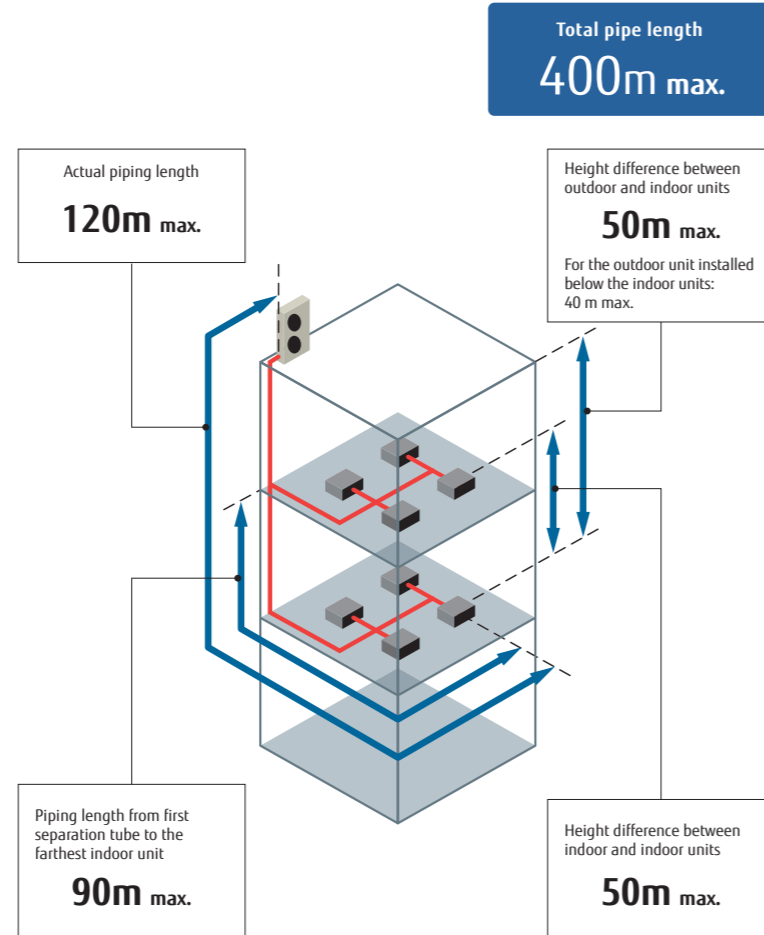 Total pipe length
400m max.
Actual piping length
120m max.
Height difference between
outdoor and indoor units
50m max.
For the outdoor unit installed
below the indoor units:
40 m max.
Piping length from first
separation tube to the
farthest indoor unit
90m max.
Height difference between
indoor and indoor units
50m max.